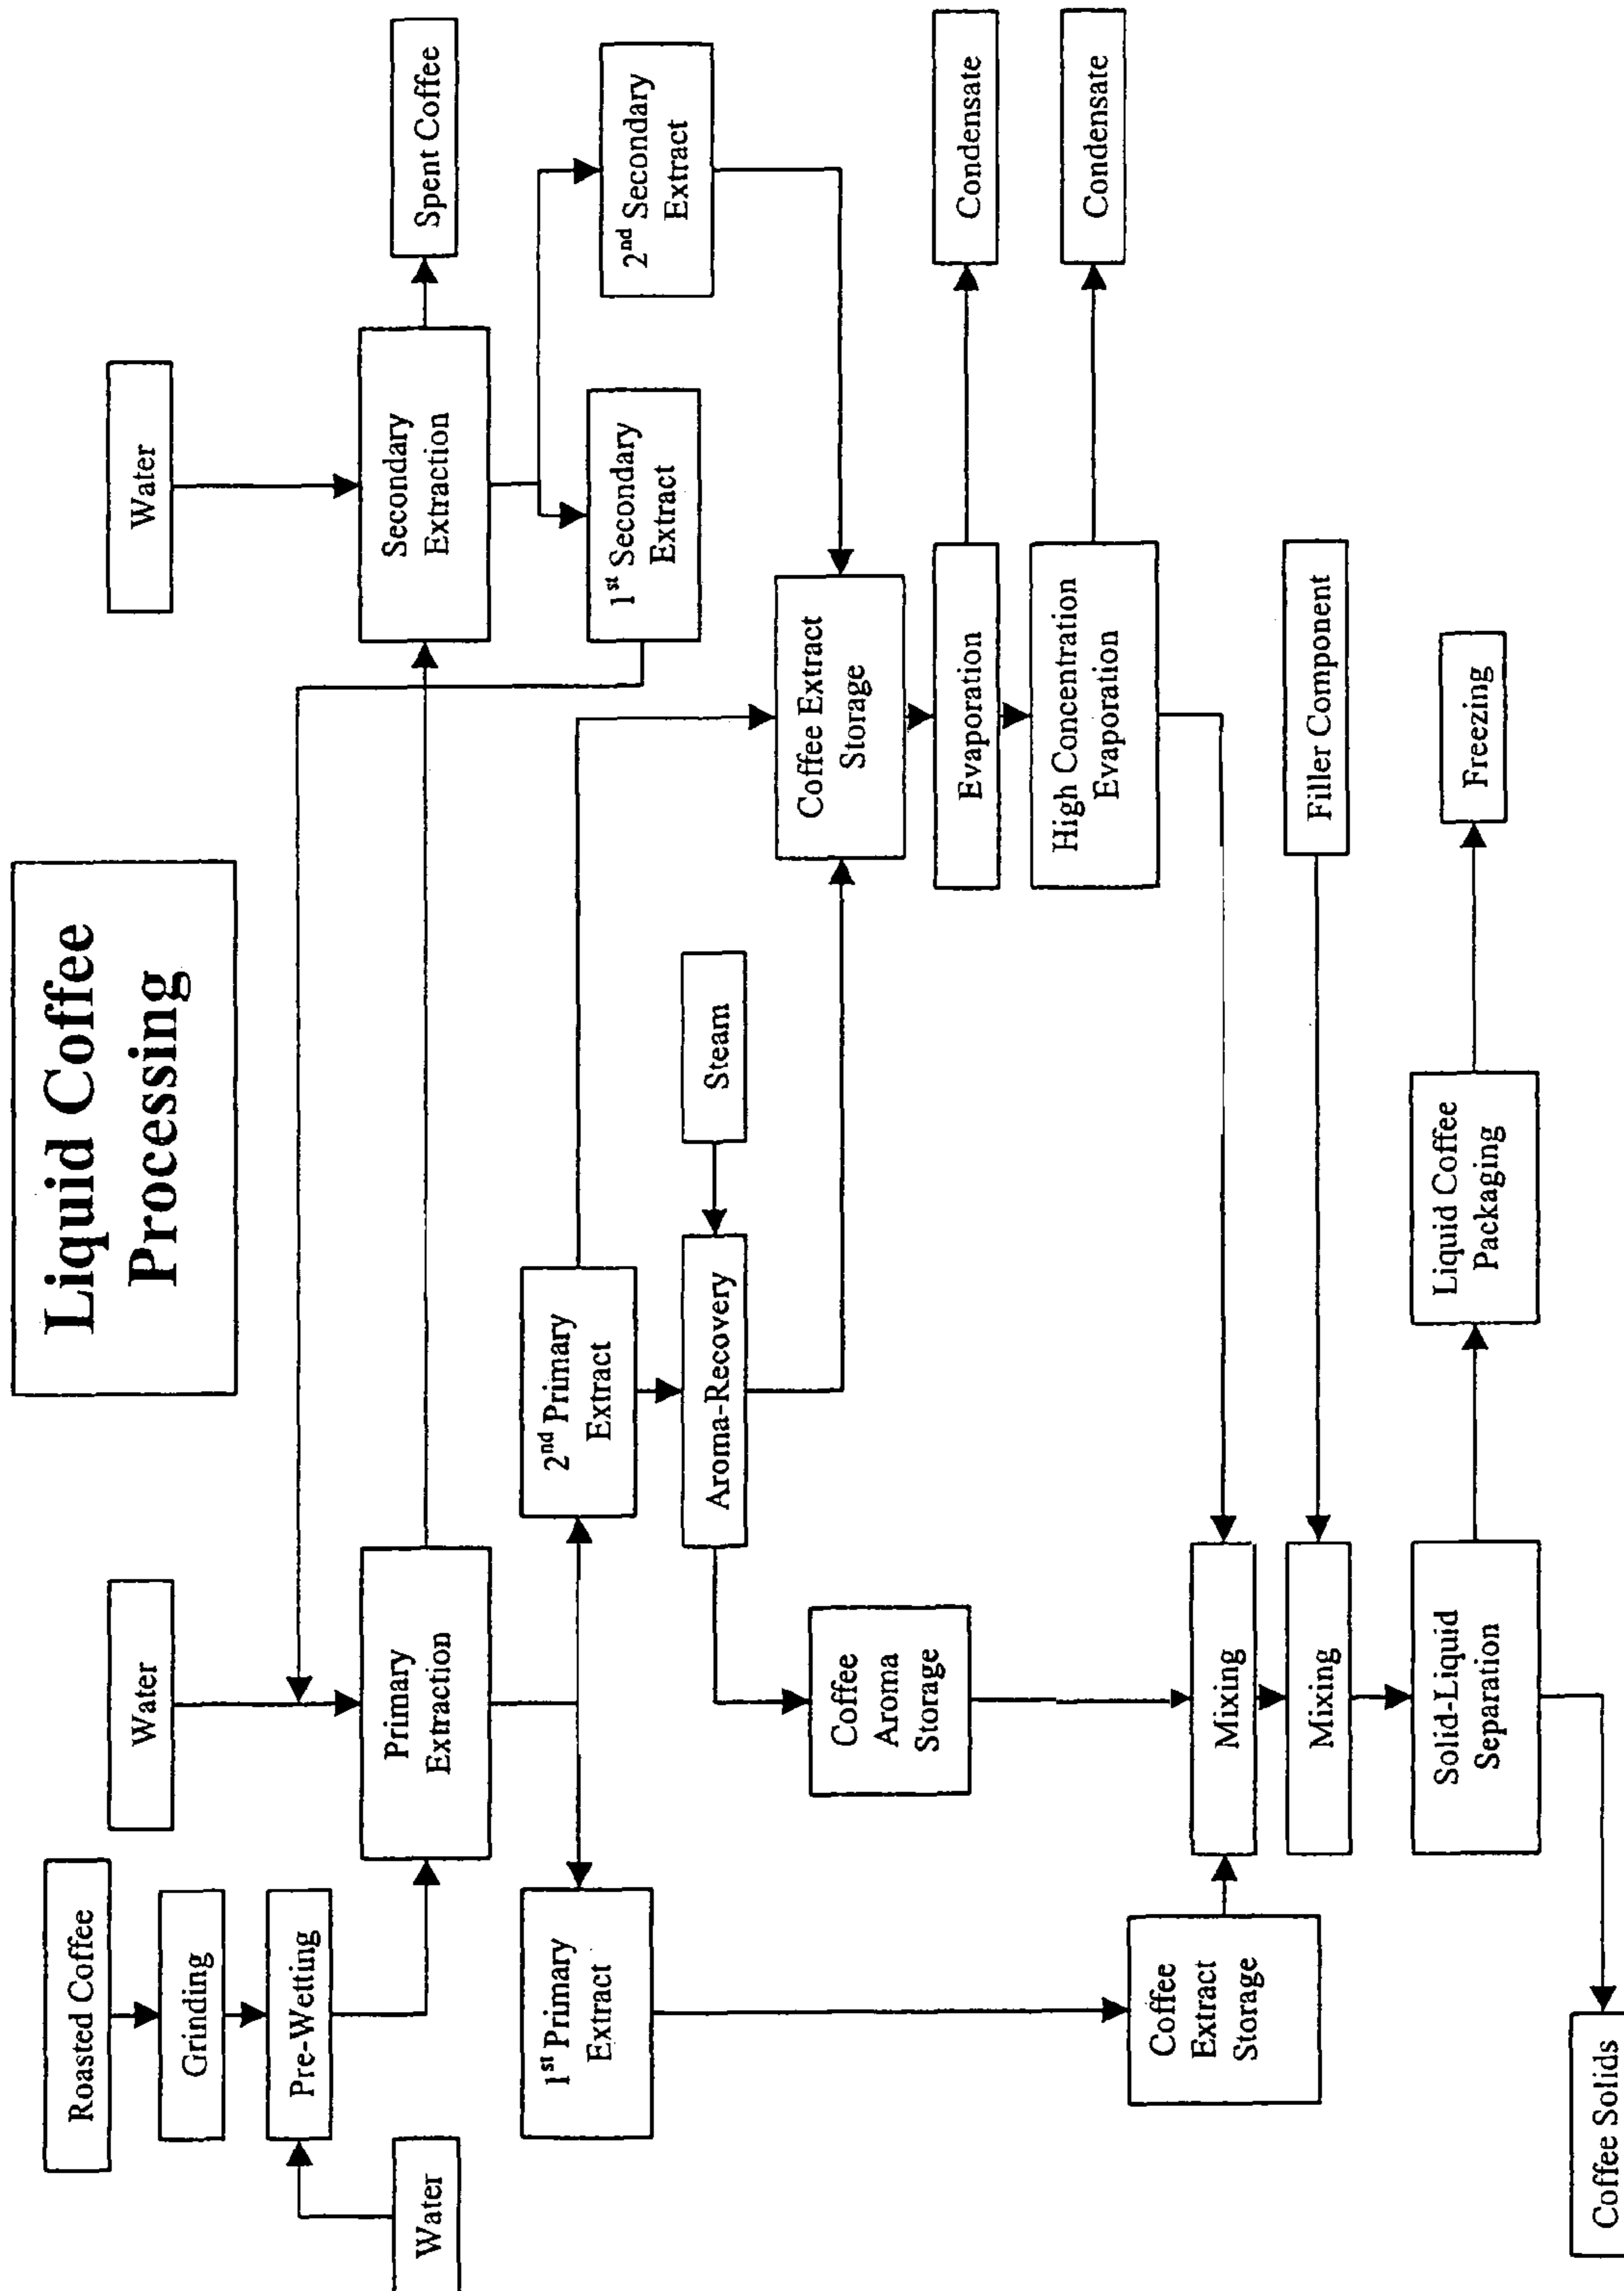 Liquid Coffee
Processing
Roasted Coffee
Water
Water
Grinding
Pre-Wetting
Water
Primary
Extraction
Secondary
Extraction
Spent Coffee
1st Primary
Extract
2nd Primary
Extract
1st Secondary
Extract
2nd Secondary
Extract
Aroma-Recovery
Steam
Coffee
Aroma
Storage
Coffee Extract
Storage
Evaporation
Condensate
High Concentration
Evaporation
Condensate
Coffee
Extract
Storage
Mixing
Mixing
Filler Component
Solid-Liquid
Separation
Liquid Coffee
Packaging
Freezing
Coffee Solids